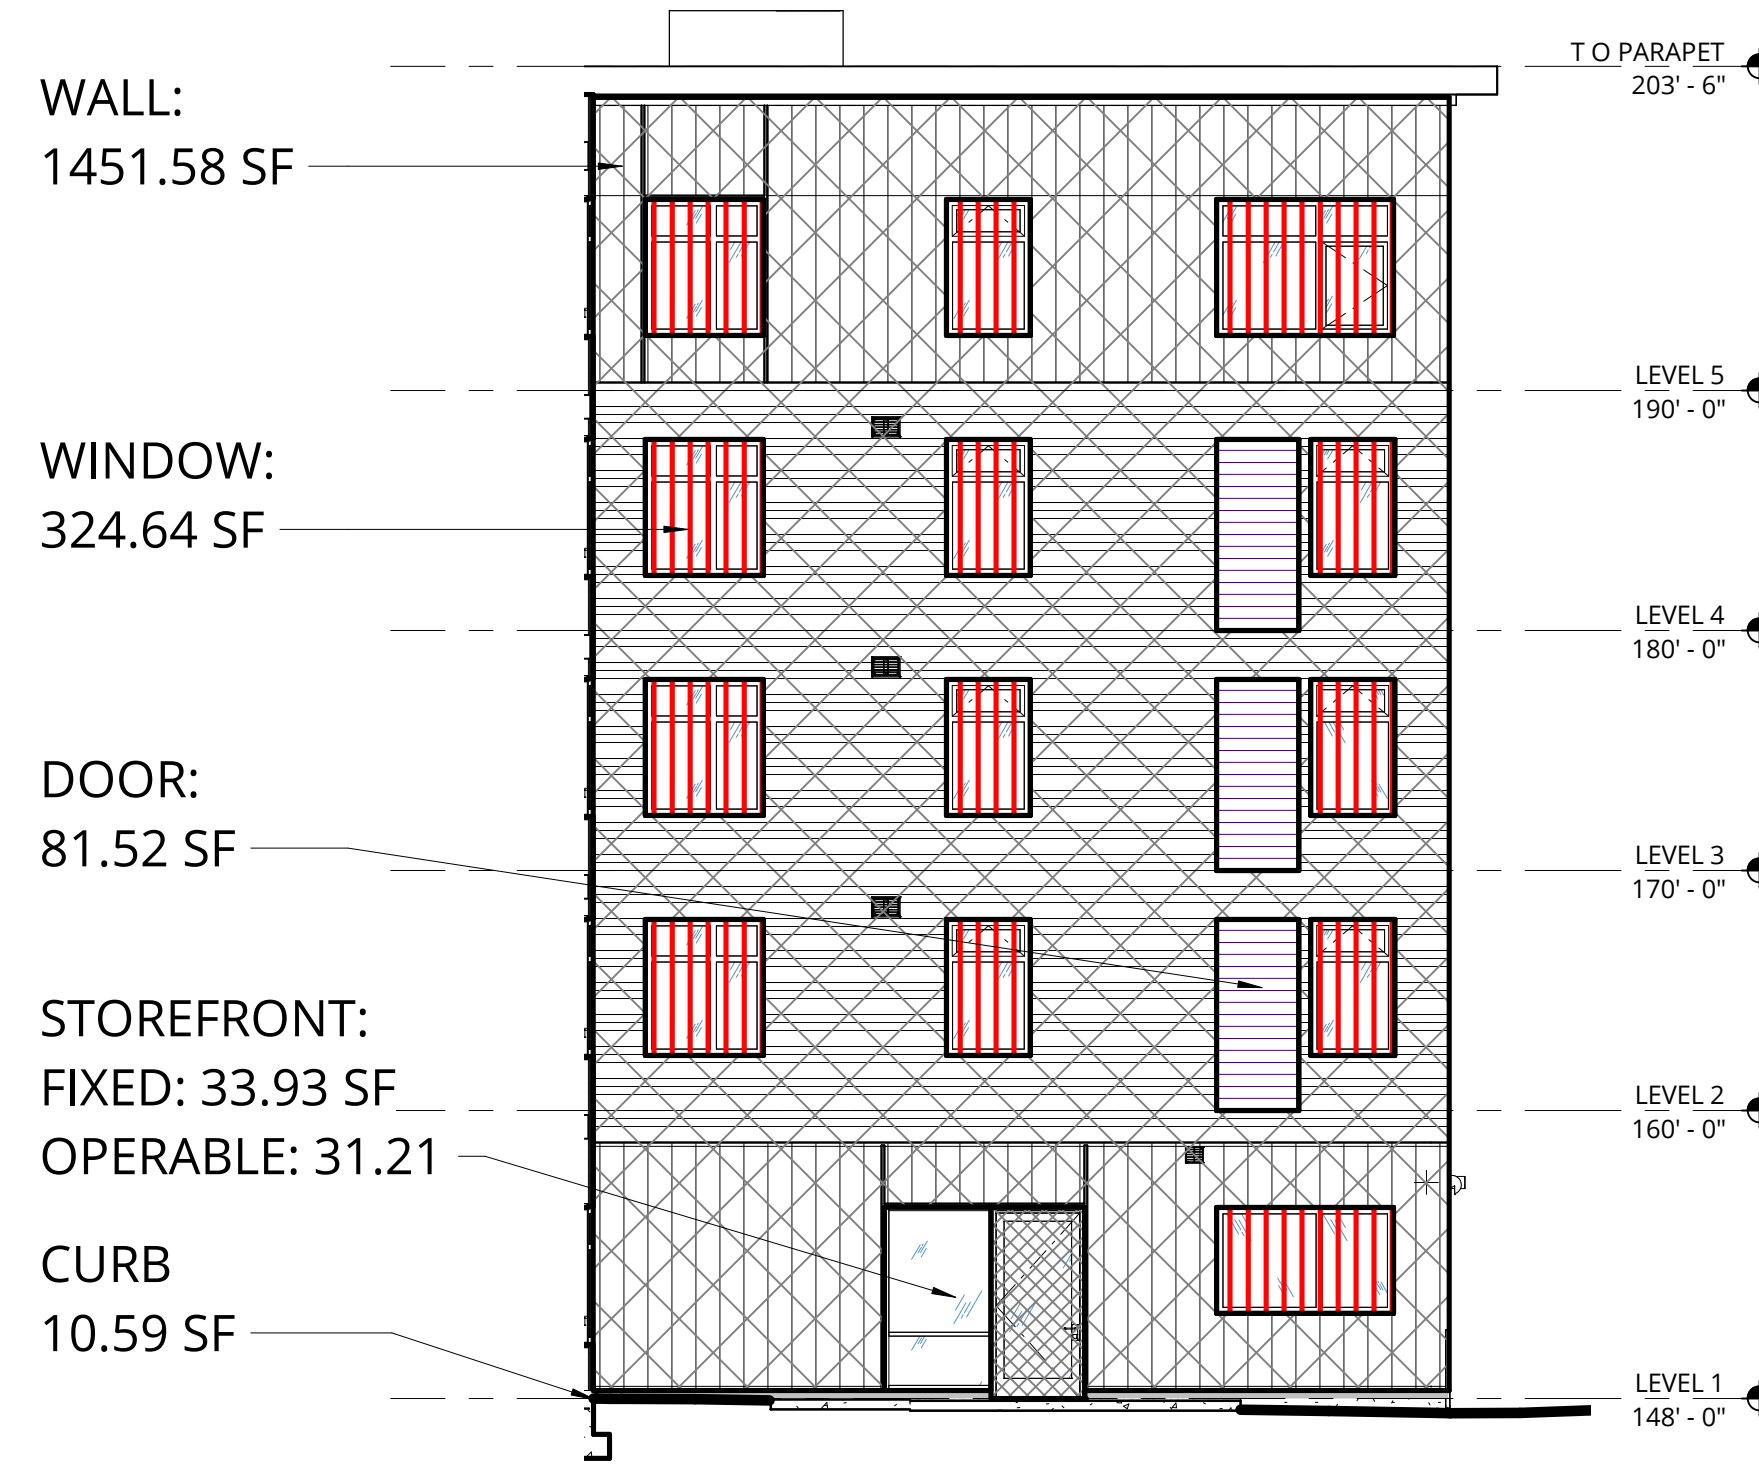 T O PARAPET
203' - 6"
WALL:
1451.58 SF
LEVEL 5
190' - 0"
WINDOW:
324.64 SF
LEVEL 4
180' - 0"
DOOR:
81.52 SF
LEVEL 3
170' - 0"
STOREFRONT:
FIXED: 33.93 SF
OPERABLE: 31.21
LEVEL 2
160' - 0"
CURB
10.59 SF
LEVEL 1
148' - 0"